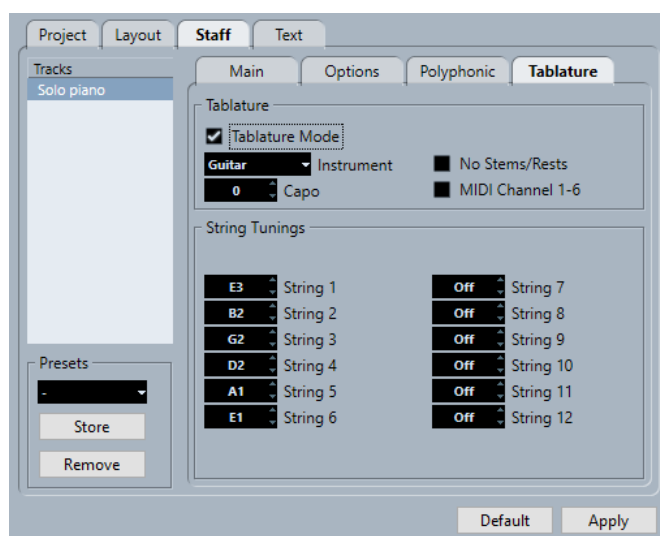 Project Layout Staff Text
Tracks
Solo piano
Main Options Polyphonic Tablature
Tablature
Tablature Mode
Guitar Instrument No Stems/Rests
0 Capo MIDI Channel 1-6
String Tunings
E3 String 1 Off String 7
B2 String 2 Off String 8
G2 String 3 Off String 9
D2 String 4 Off String 10
A1 String 5 Off String 11
E1 String 6 Off String 12
Presets
-
Store
Remove
Default Apply